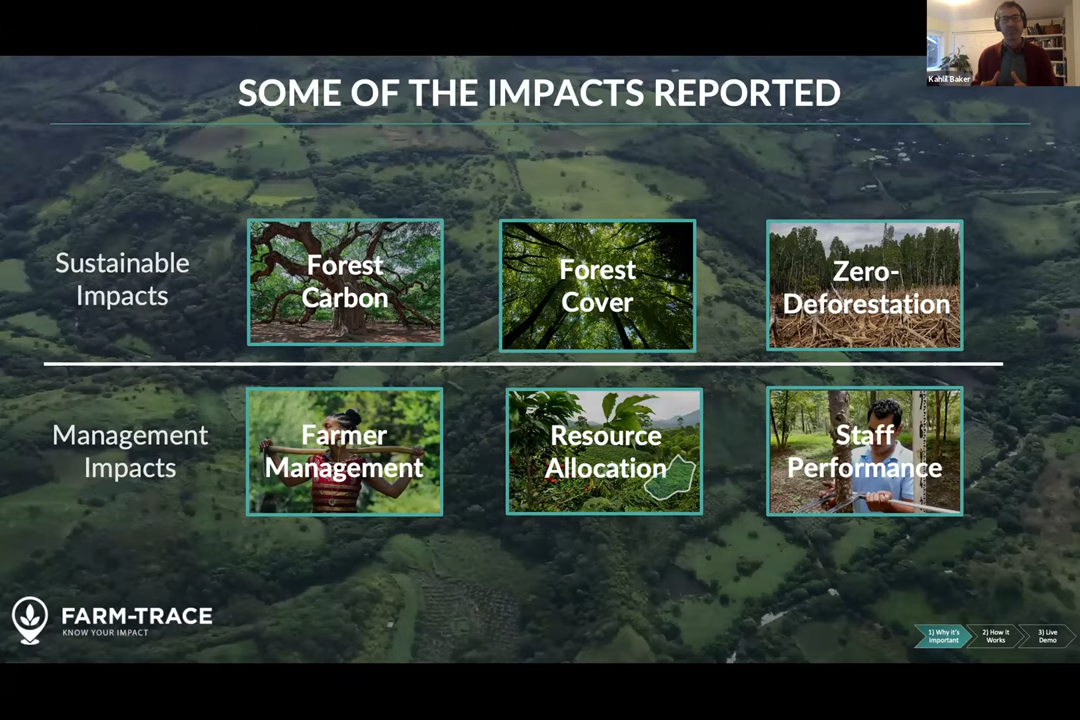 Kahlil Baker
SOME OF THE IMPACTS REPORTED
Sustainable
Impacts
Forest
Carbon
Forest
Cover
Zero-
Deforestation
Management
Impacts
Farmer
Management
Resource
Allocation
Staff
Performance
FARM-TRACE
KNOW YOUR IMPACT
1) Why it's
Important
2) How it
Works
3) Live
Demo